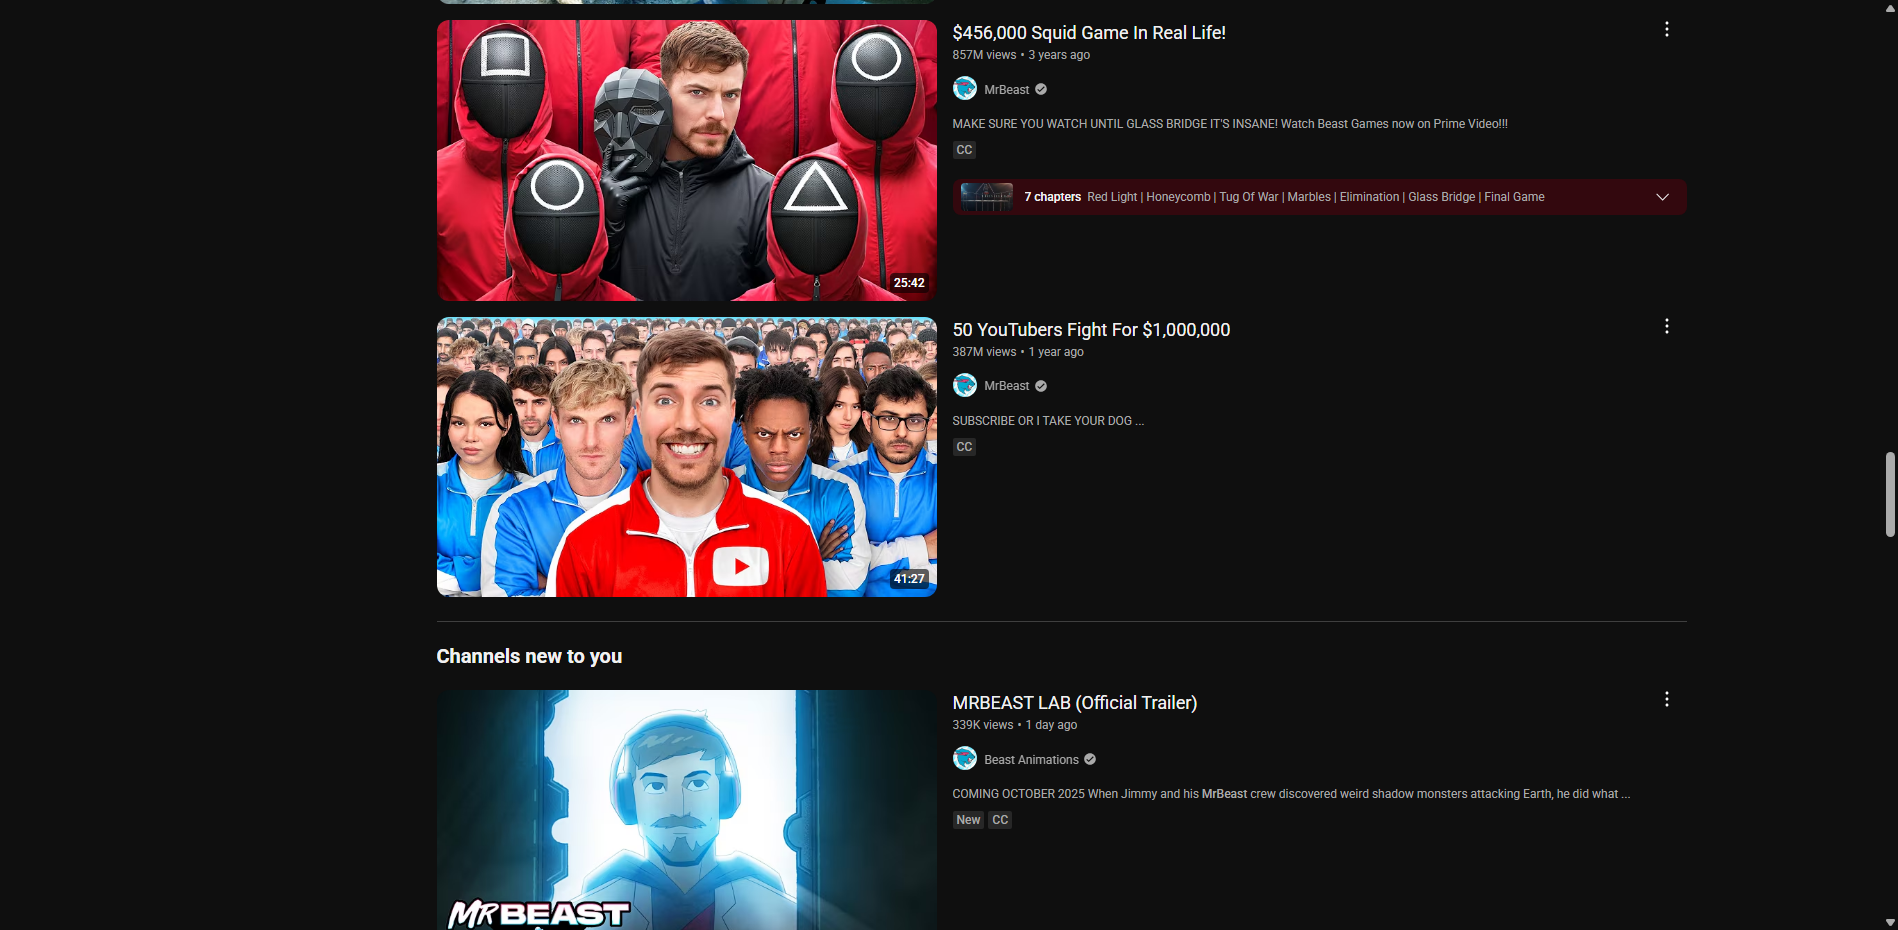 $456,000 Squid Game In Real Life!
857M views • 3 years ago
MrBeast
MAKE SURE YOU WATCH UNTIL GLASS BRIDGE IT'S INSANE! Watch Beast Games now on Prime Video!!!
CC
7 chapters Red Light | Honeycomb | Tug Of War | Marbles | Elimination | Glass Bridge | Final Game
25:42
50 YouTubers Fight For $1,000,000
387M views • 1 year ago
MrBeast
SUBSCRIBE OR I TAKE YOUR DOG ...
CC
41:27
Channels new to you
MRBEAST LAB (Official Trailer)
339K views • 1 day ago
Beast Animations
COMING OCTOBER 2025 When Jimmy and his MrBeast crew discovered weird shadow monsters attacking Earth, he did what ...
New CC
MRBEAST